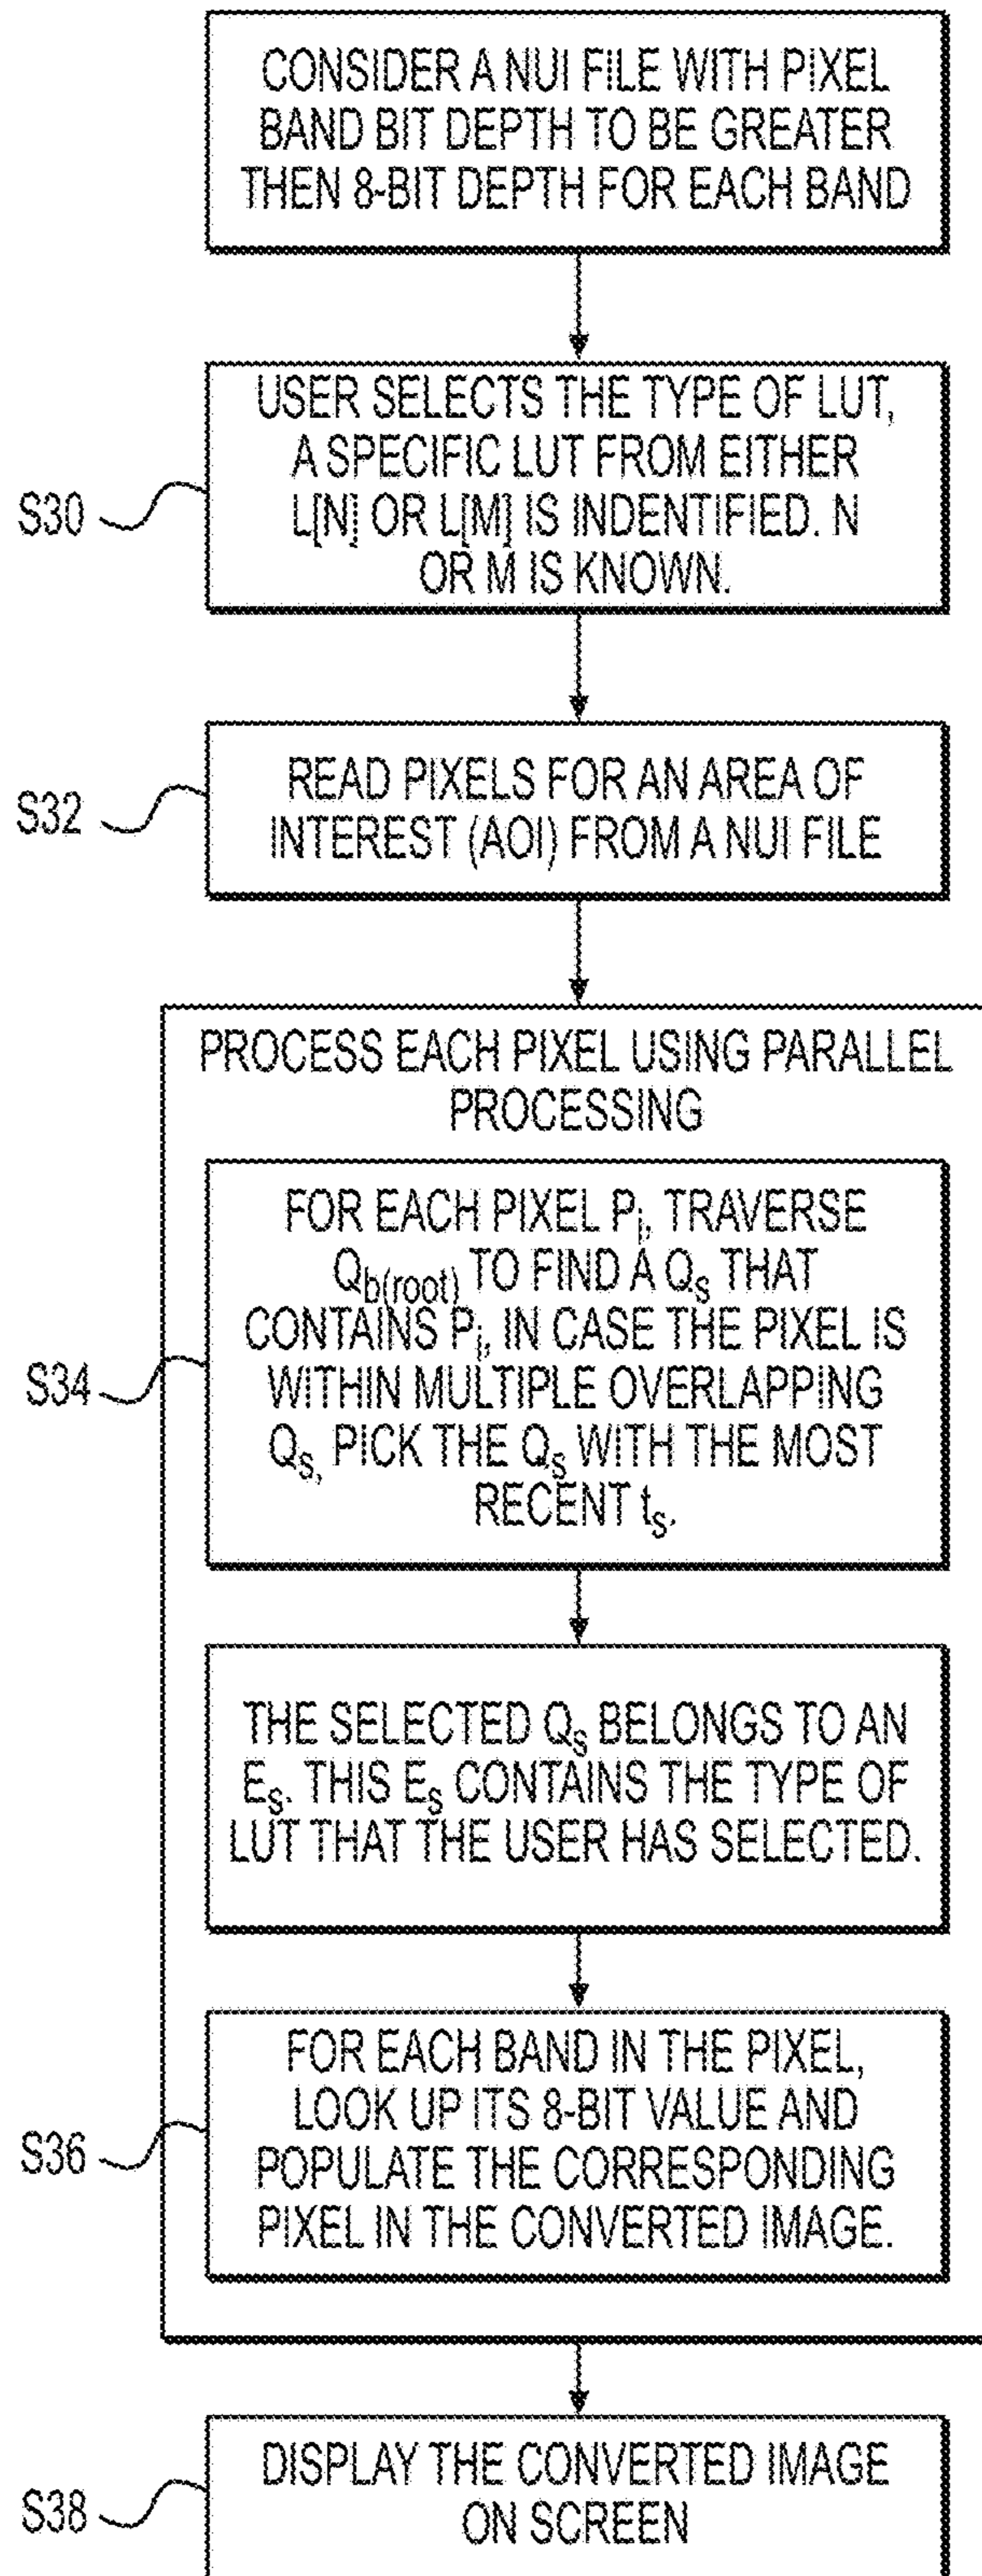 CONSIDER A NUI FILE WITH PIXEL
BAND BIT DEPTH TO BE GREATER
THEN 8-BIT DEPTH FOR EACH BAND
USER SELECTS THE TYPE OF LUT,
A SPECIFIC LUT FROM EITHER
L[N] OR L[M] IS INDENTIFIED. N
OR M IS KNOWN.
S30
READ PIXELS FOR AN AREA OF
INTEREST (AOI) FROM A NUI FILE
S32
PROCESS EACH PIXEL USING PARALLEL
PROCESSING
FOR EACH PIXEL Pj, TRAVERSE
Qb(root) TO FIND A Qs THAT
CONTAINS Pj, IN CASE THE PIXEL IS
WITHIN MULTIPLE OVERLAPPING
Qs, PICK THE Qs WITH THE MOST
RECENT ts.
S34
THE SELECTED Qs BELONGS TO AN
Es. THIS Es CONTAINS THE TYPE OF
LUT THAT THE USER HAS SELECTED.
FOR EACH BAND IN THE PIXEL,
LOOK UP ITS 8-BIT VALUE AND
POPULATE THE CORRESPONDING
PIXEL IN THE CONVERTED IMAGE.
S36
DISPLAY THE CONVERTED IMAGE
ON SCREEN
S38